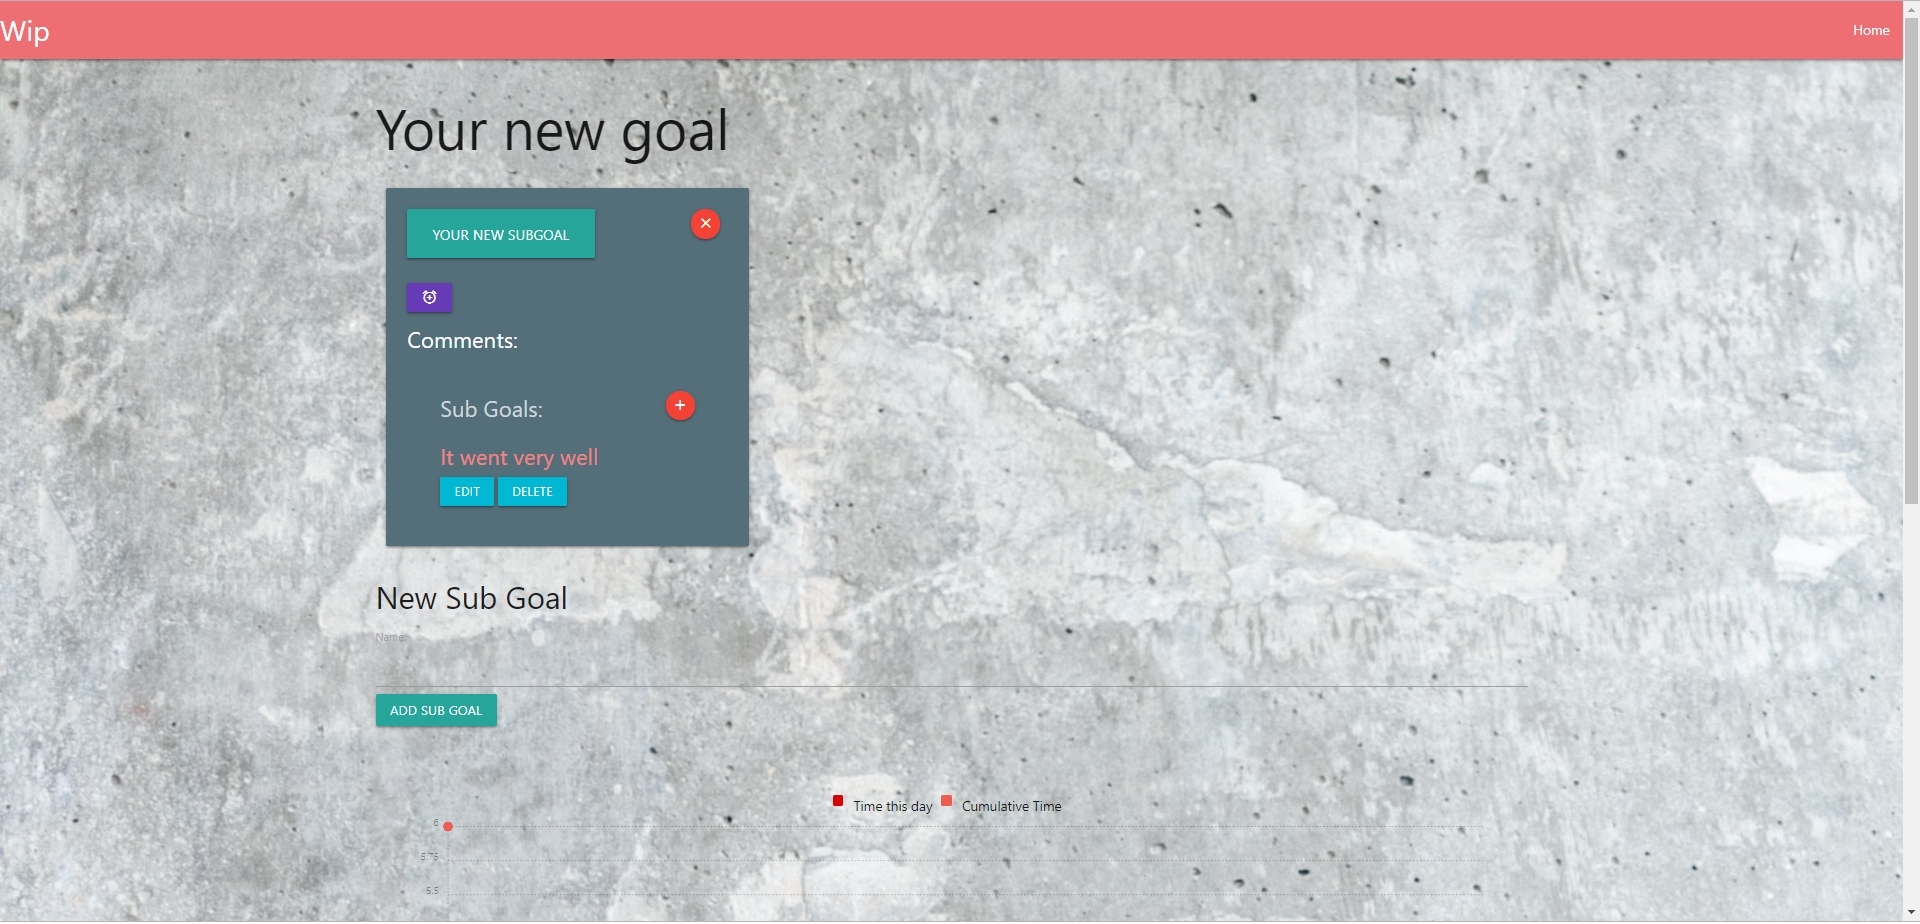 Wip
Home
Your new goal
YOUR NEW SUBGOAL
Comments:
Sub Goals:
It went very well
EDIT DELETE
New Sub Goal
Name:
ADD SUB GOAL
Time this day Cumulative Time
6
5.75
5.5